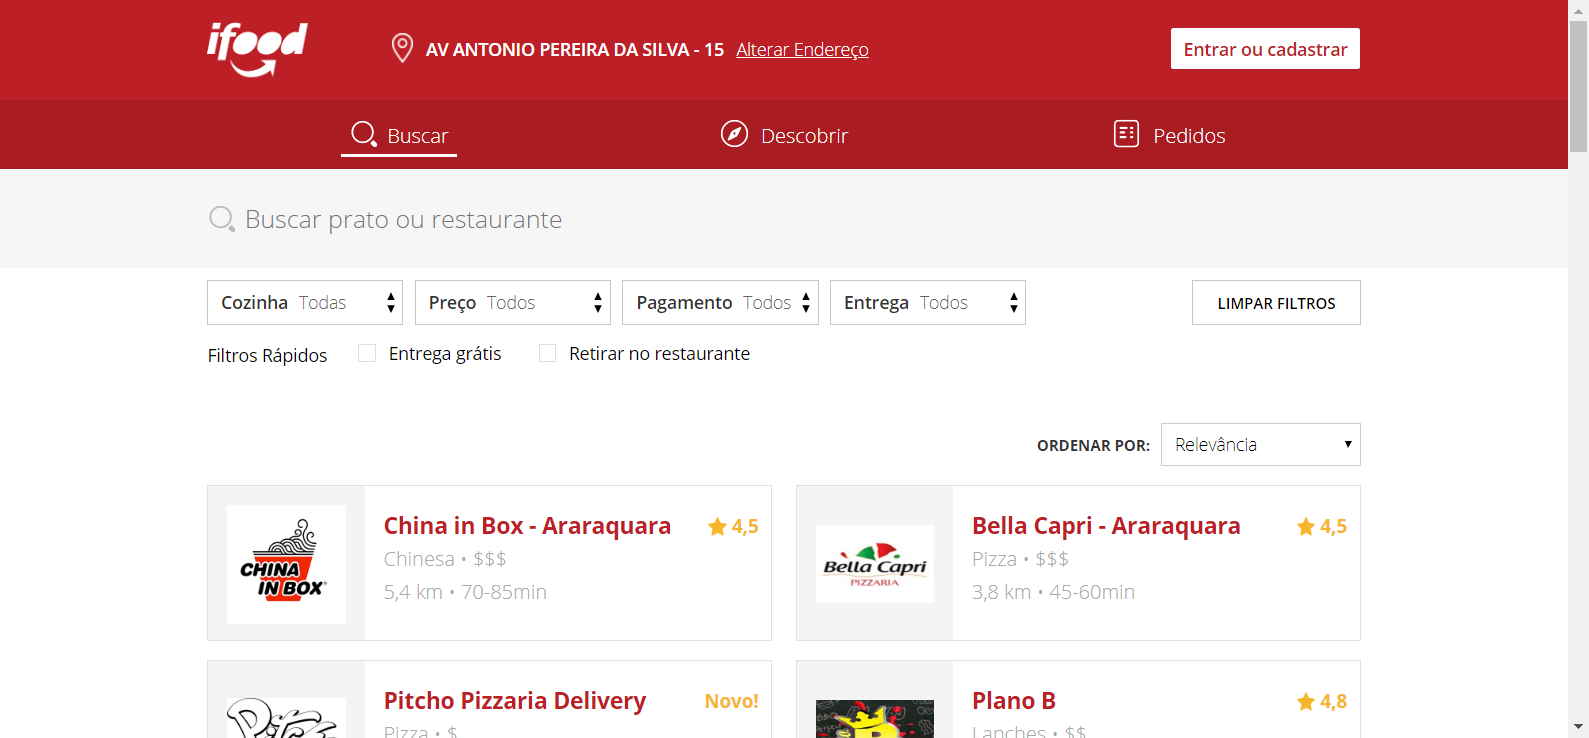 ifood
AV ANTONIO PEREIRA DA SILVA - 15 Alterar Endereço
Entrar ou cadastrar
Buscar
Descobrir
Pedidos
Buscar prato ou restaurante
Cozinha Todas
Preço Todos
Pagamento Todos
Entrega Todos
LIMPAR FILTROS
Filtros Rápidos
Entrega grátis
Retirar no restaurante
ORDENAR POR: Relevância
CHINA
IN BOX
China in Box - Araraquara 4,5
Chinesa • $$$
5,4 km • 70-85min
Bella Capri
PIZZARIA
Bella Capri - Araraquara 4,5
Pizza • $$$
3,8 km • 45-60min
Pitcho Pizzaria Delivery Novo!
Pizza • $
Plano B 4,8
Lanches • $$